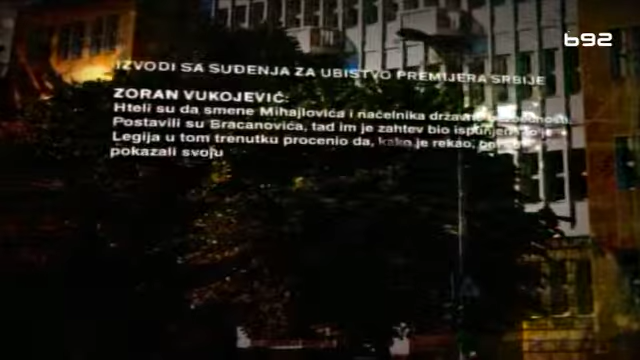 b92
IZVODI SA SUĐENJA ZA UBISTVO PREMIJERA SRBIJE
ZORAN VUKOJEVIĆ:
Hteli su da smene Mihajlovića i načelnika državne
Postavili su Bracanovića, tad im je zahtev bio ispunjen
Legija u tom trenutku procenio da, kako je rekao,
pokazali svoju